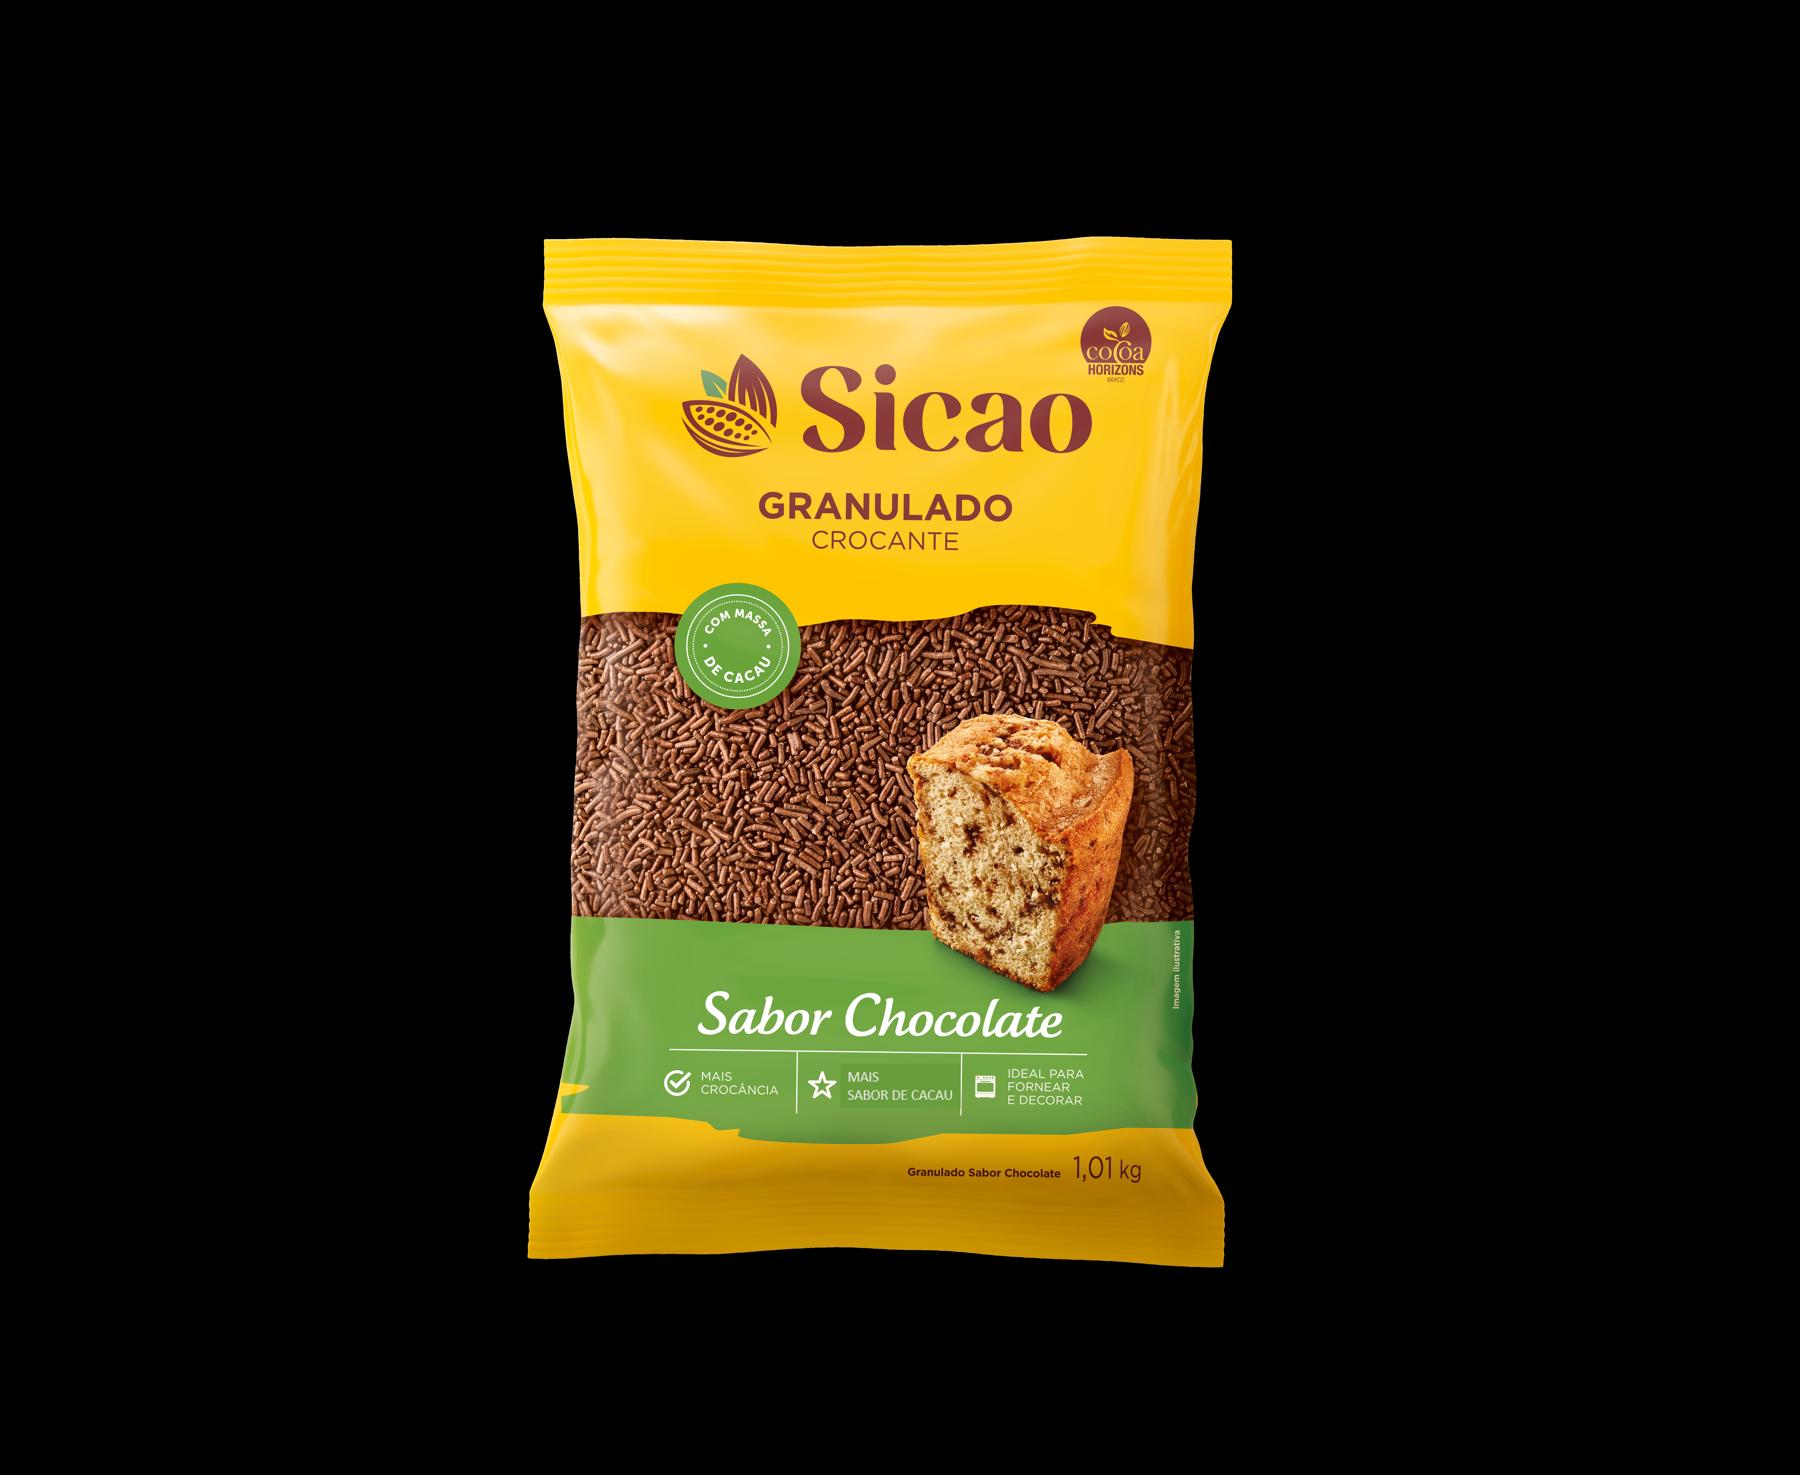 cocoa
HORIZONS
BRASIL
Sicao
GRANULADO
CROCANTE
COM MASSA
DE CACAU
Imagem ilustrativa
Sabor Chocolate
MAIS
CROCÂNCIA
MAIS
SABOR DE CACAU
IDEAL PARA
FORNEAR
E DECORAR
Granulado Sabor Chocolate 1,01 kg